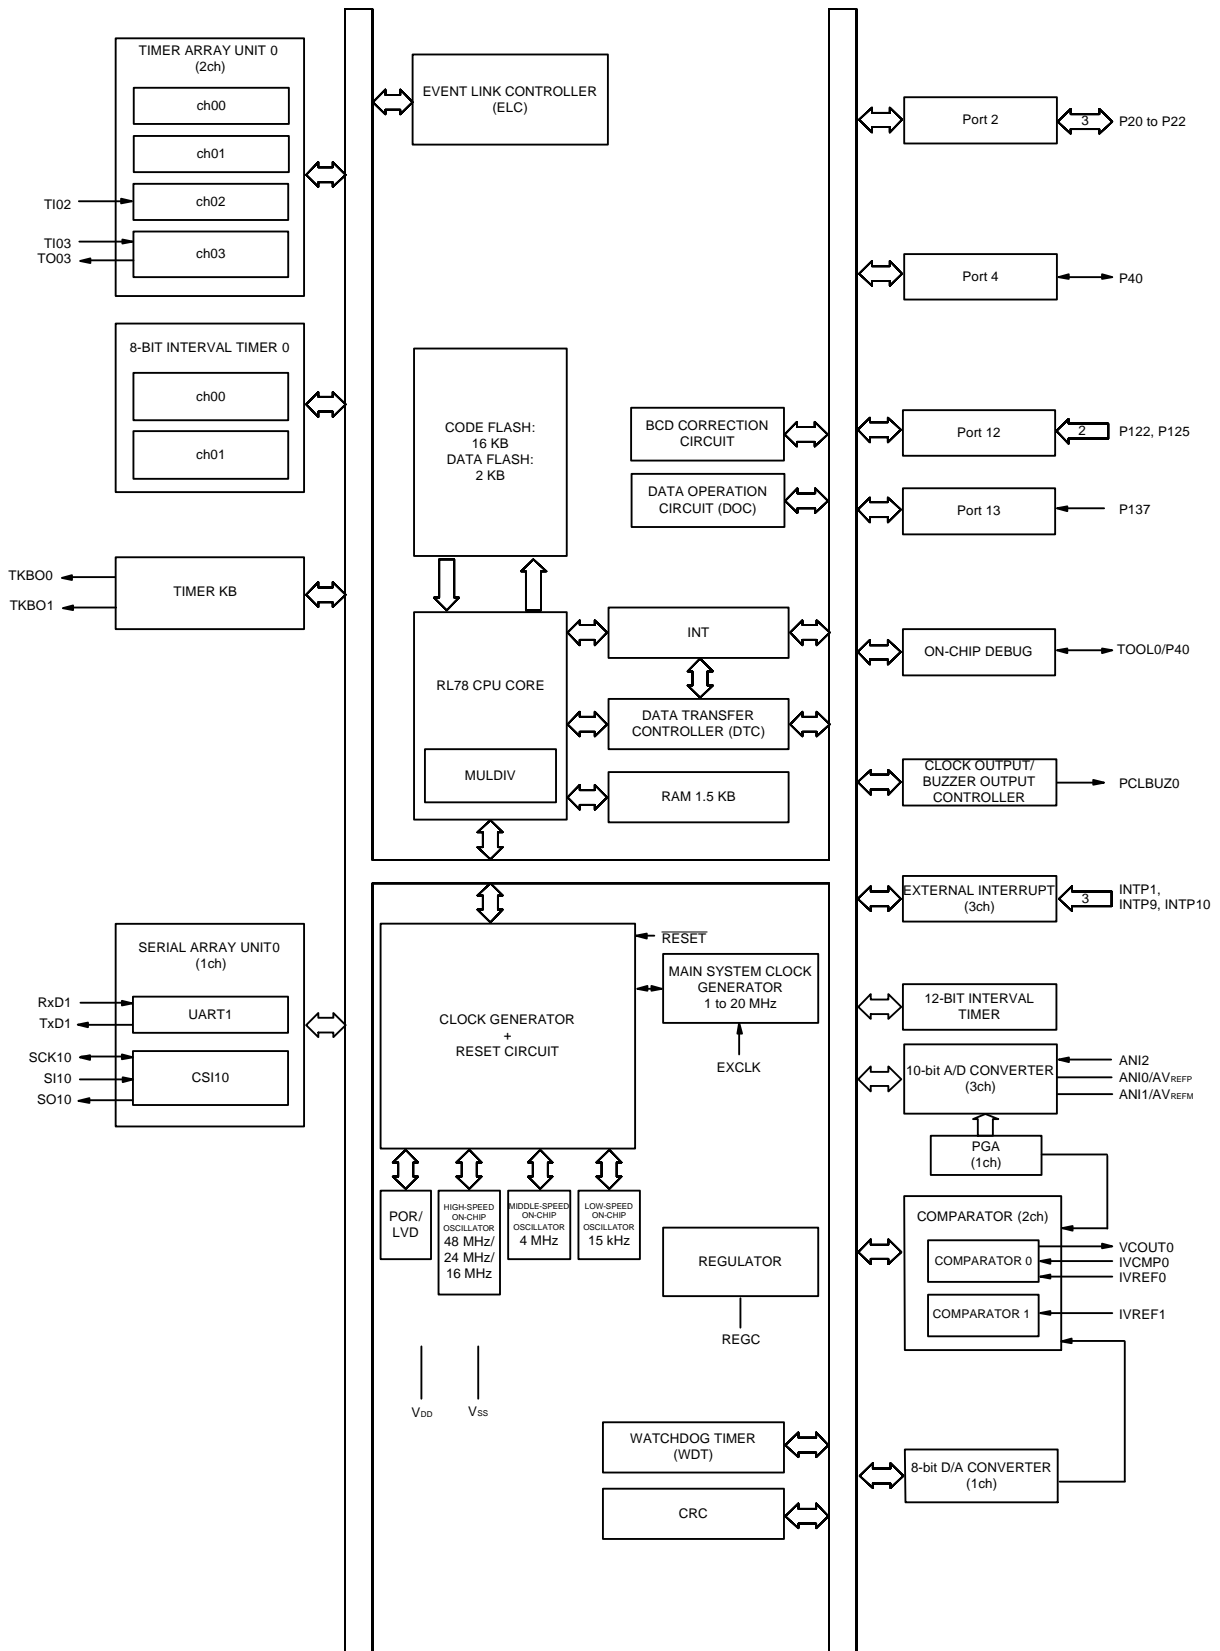 TIMER ARRAY UNIT 0
(2ch)
ch00
ch01
ch02
ch03
TI02
TI03
TO03
8-BIT INTERVAL TIMER 0
ch00
ch01
TIMER KB
TKBO0
TKBO1
SERIAL ARRAY UNIT0
(1ch)
UART1
CSI10
RxD1
TxD1
SCK10
SI10
SO10
EVENT LINK CONTROLLER
(ELC)
CODE FLASH:
16 KB
DATA FLASH:
2 KB
BCD CORRECTION
CIRCUIT
DATA OPERATION
CIRCUIT (DOC)
RL78 CPU CORE
MULDIV
INT
DATA TRANSFER
CONTROLLER (DTC)
RAM 1.5 KB
CLOCK GENERATOR
+
RESET CIRCUIT
RESET
MAIN SYSTEM CLOCK
GENERATOR
1 to 20 MHz
EXCLK
POR/
LVD
HIGH-SPEED
ON-CHIP
OSCILLATOR
48 MHz/
24 MHz/
16 MHz
MIDDLE-SPEED
ON-CHIP
OSCILLATOR
4 MHz
LOW-SPEED
ON-CHIP
OSCILLATOR
15 kHz
REGULATOR
REGC
VDD
VSS
WATCHDOG TIMER
(WDT)
CRC
Port 2
3
P20 to P22
Port 4
P40
Port 12
2
P122, P125
Port 13
P137
ON-CHIP DEBUG
TOOL0/P40
CLOCK OUTPUT/
BUZZER OUTPUT
CONTROLLER
PCLBUZ0
EXTERNAL INTERRUPT
(3ch)
3
INTP1,
INTP9, INTP10
12-BIT INTERVAL
TIMER
10-bit A/D CONVERTER
(3ch)
ANI2
ANI0/AVREFP
ANI1/AVREFM
PGA
(1ch)
COMPARATOR (2ch)
COMPARATOR 0
COMPARATOR 1
VCOUT0
IVCMP0
IVREF0
IVREF1
8-bit D/A CONVERTER
(1ch)